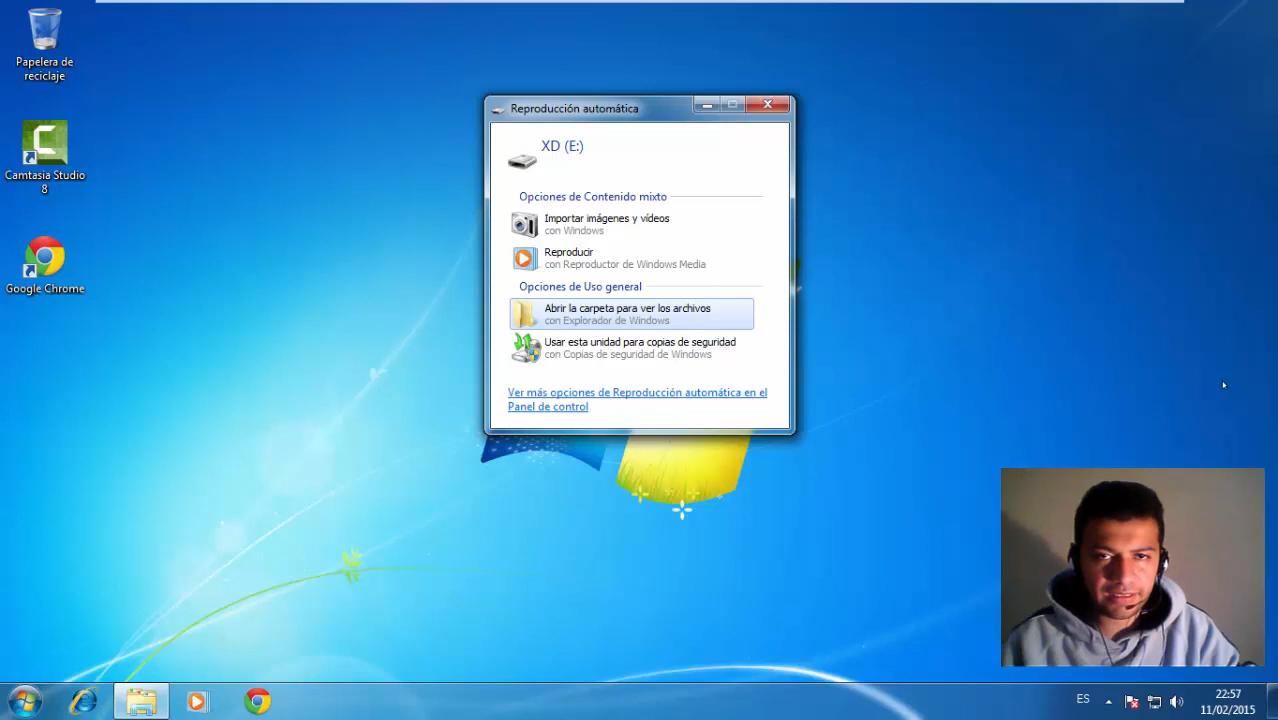 Papelera de
reciclaje
Camtasia Studio
8
Google Chrome
Reproducción automática
XD (E:)
Opciones de Contenido mixto
Importar imágenes y vídeos
con Windows
Reproducir
con Reproductor de Windows Media
Opciones de Uso general
Abrir la carpeta para ver los archivos
con Explorador de Windows
Usar esta unidad para copias de seguridad
con Copias de seguridad de Windows
Ver más opciones de Reproducción automática en el
Panel de control
ES
22:57
11/02/2015